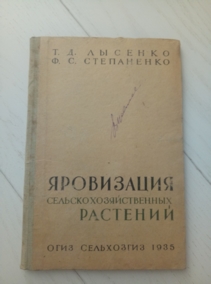 Т. Д. ЛЫСЕНКО
Ф. С. СТЕПАНЕНКО
ЯРОВИЗАЦИЯ
СЕЛЬСКОХОЗЯЙСТВЕННЫХ
РАСТЕНИЙ
ОГИЗ СЕЛЬХОЗГИЗ 1935